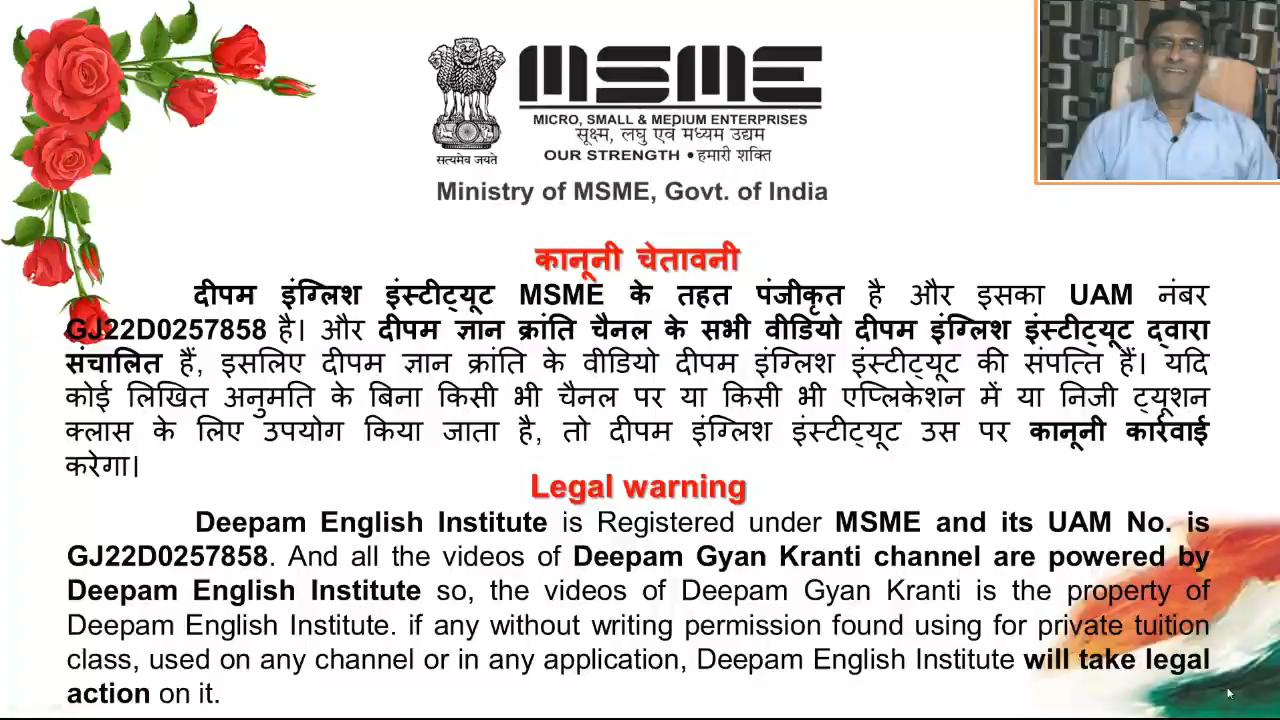 MSME
MICRO, SMALL & MEDIUM ENTERPRISES
सूक्ष्म, लघु एवं मध्यम उद्यम
सत्यमेव जयते
OUR STRENGTH • हमारी शक्ति
Ministry of MSME, Govt. of India
कानूनी चेतावनी
दीपम इंग्लिश इंस्टीट्यूट MSME के तहत पंजीकृत है और इसका UAM नंबर
GJ22D0257858 है। और दीपम ज्ञान क्रांति चैनल के सभी वीडियो दीपम इंग्लिश इंस्टीट्यूट द्वारा
संचालित हैं, इसलिए दीपम ज्ञान क्रांति के वीडियो दीपम इंग्लिश इंस्टीट्यूट की संपत्ति हैं। यदि
कोई लिखित अनुमति के बिना किसी भी चैनल पर या किसी भी एप्लिकेशन में या निजी ट्यूशन
क्लास के लिए उपयोग किया जाता है, तो दीपम इंग्लिश इंस्टीट्यूट उस पर कानूनी कार्रवाई
करेगा।
Legal warning
Deepam English Institute is Registered under MSME and its UAM No. is
GJ22D0257858. And all the videos of Deepam Gyan Kranti channel are powered by
Deepam English Institute so, the videos of Deepam Gyan Kranti is the property of
Deepam English Institute. if any without writing permission found using for private tuition
class, used on any channel or in any application, Deepam English Institute will take legal
action on it.